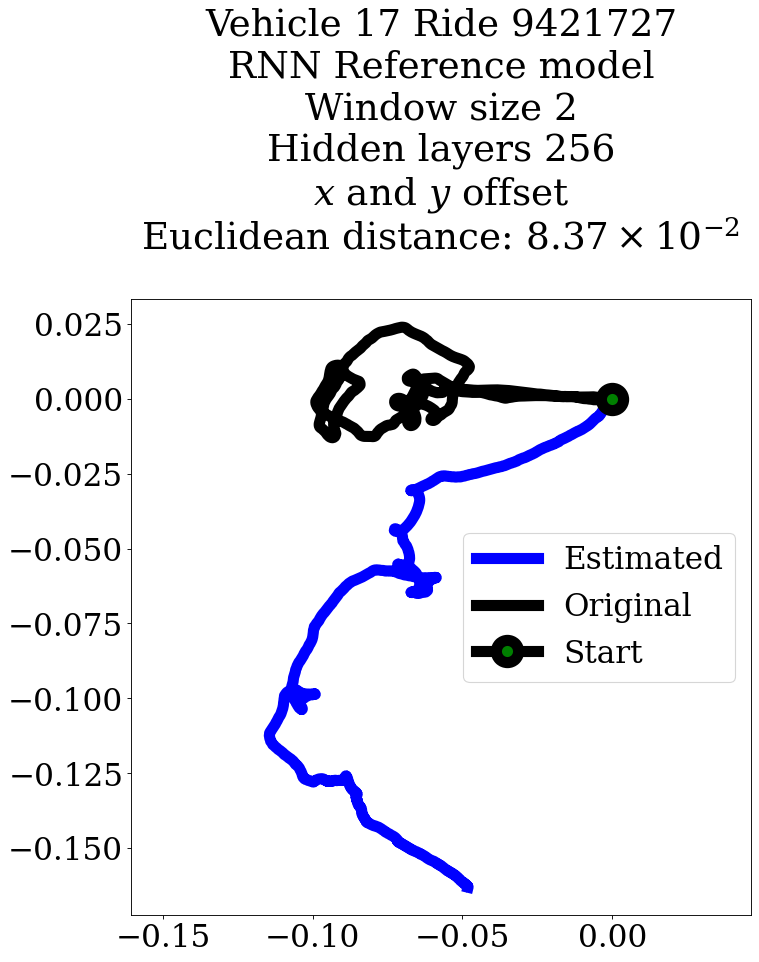 Vehicle 17 Ride 9421727
RNN Reference model
Window size 2
Hidden layers 256
x and y offset
Euclidean distance: 8.37 × 10⁻²
0.025
0.000
−0.025
−0.050
−0.075
−0.100
−0.125
−0.150
Estimated
Original
Start
−0.15 −0.10 −0.05 0.00